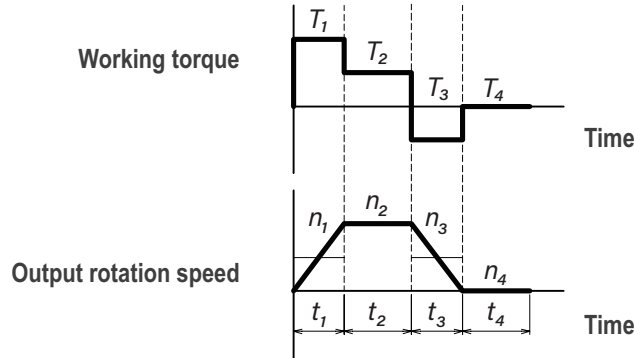 T₁
T₂
Working torque
T₃ T₄
Time
n₁ n₂ n₃
n₄
Output rotation speed
t₁ t₂ t₃ t₄
Time